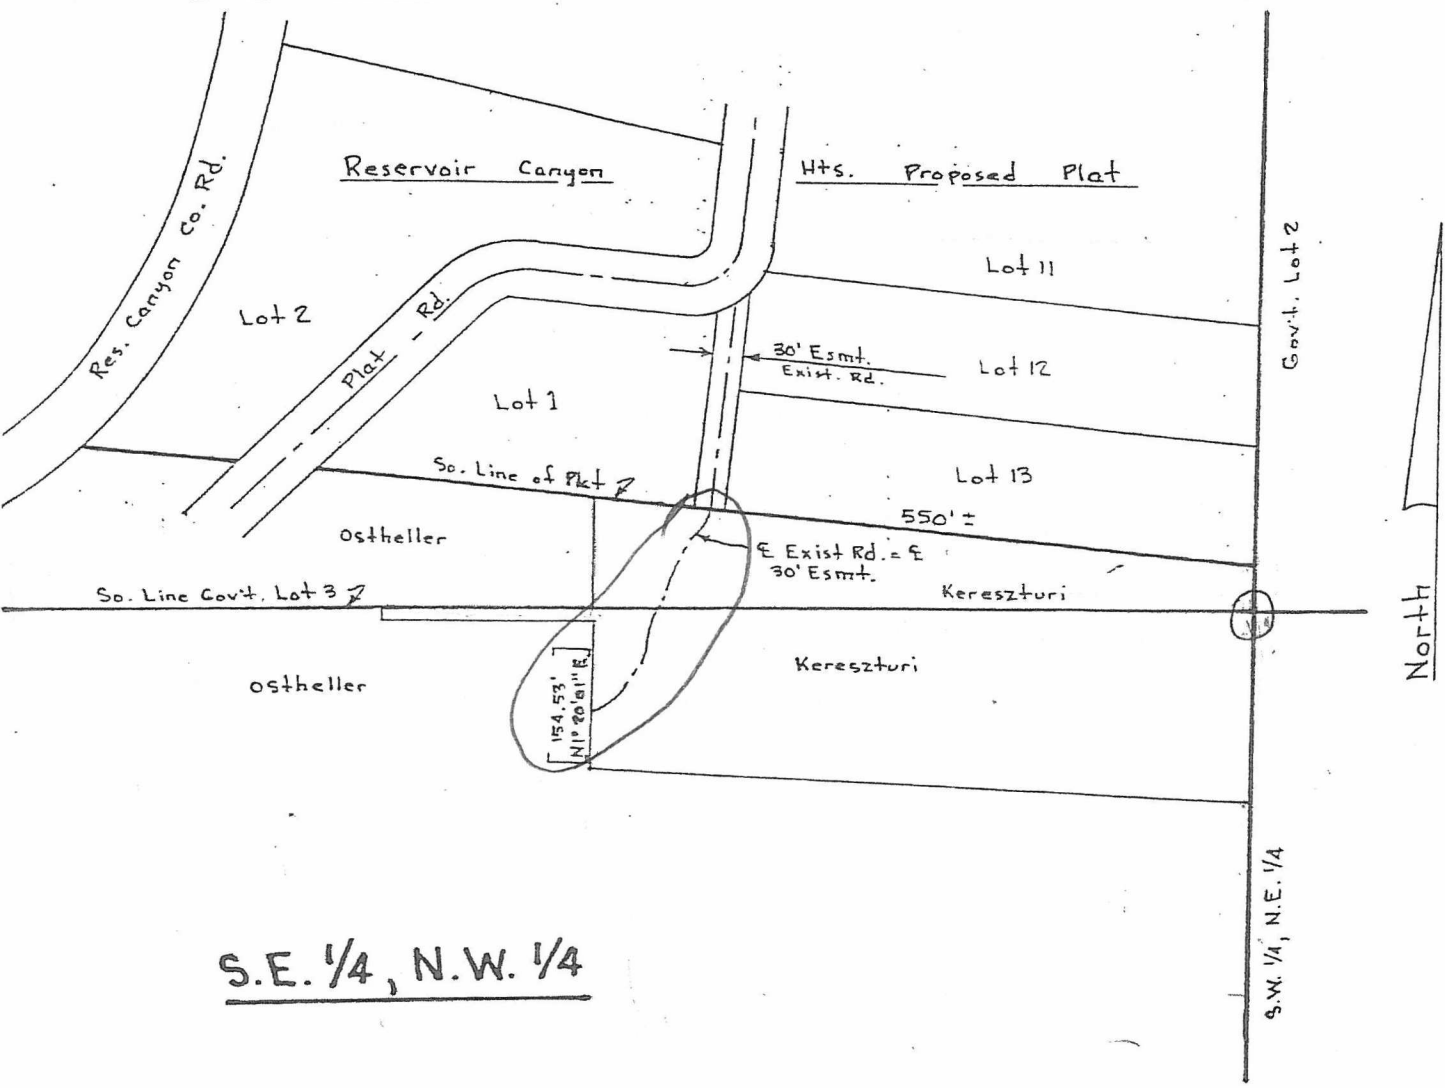 Reservoir Canyon Hts. Proposed Plat
Res. Canyon Co. Rd.
Lot 11
Govt. Lot 2
Lot 2
Plat Rd.
30' Esmt.
Exist. Rd.
Lot 12
Lot 1
So. Line of Plat
Lot 13
550' ±
Ostheller
℄ Exist Rd. = ℄
30' Esmt.
So. Line Gov't. Lot 3
Kereszturi
North
Kereszturi
Ostheller
154.53'
N1° 20'01" E
S.E. 1/4, N.W. 1/4
S.W. 1/4, N.E. 1/4